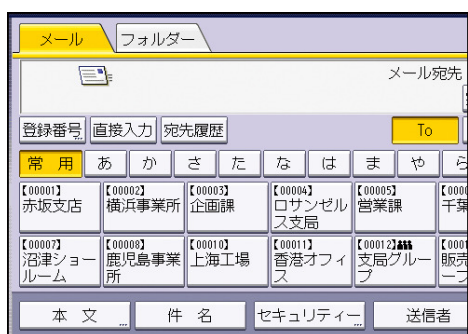 メール フォルダー
メール宛先
登録番号 直接入力 宛先履歴 To
常用 あ か さ た な は ま や ら
【00001】 【00002】 【00003】 【00004】 【00005】
赤坂支店 横浜事業所 企画課 ロサンゼルス支局 営業課 千葉
【00007】 【00008】 【00010】 【00011】 【00012】
沼津ショールーム 鹿児島事業所 上海工場 香港オフィス 支局グループ 販売
本文 件名 セキュリティー 送信者